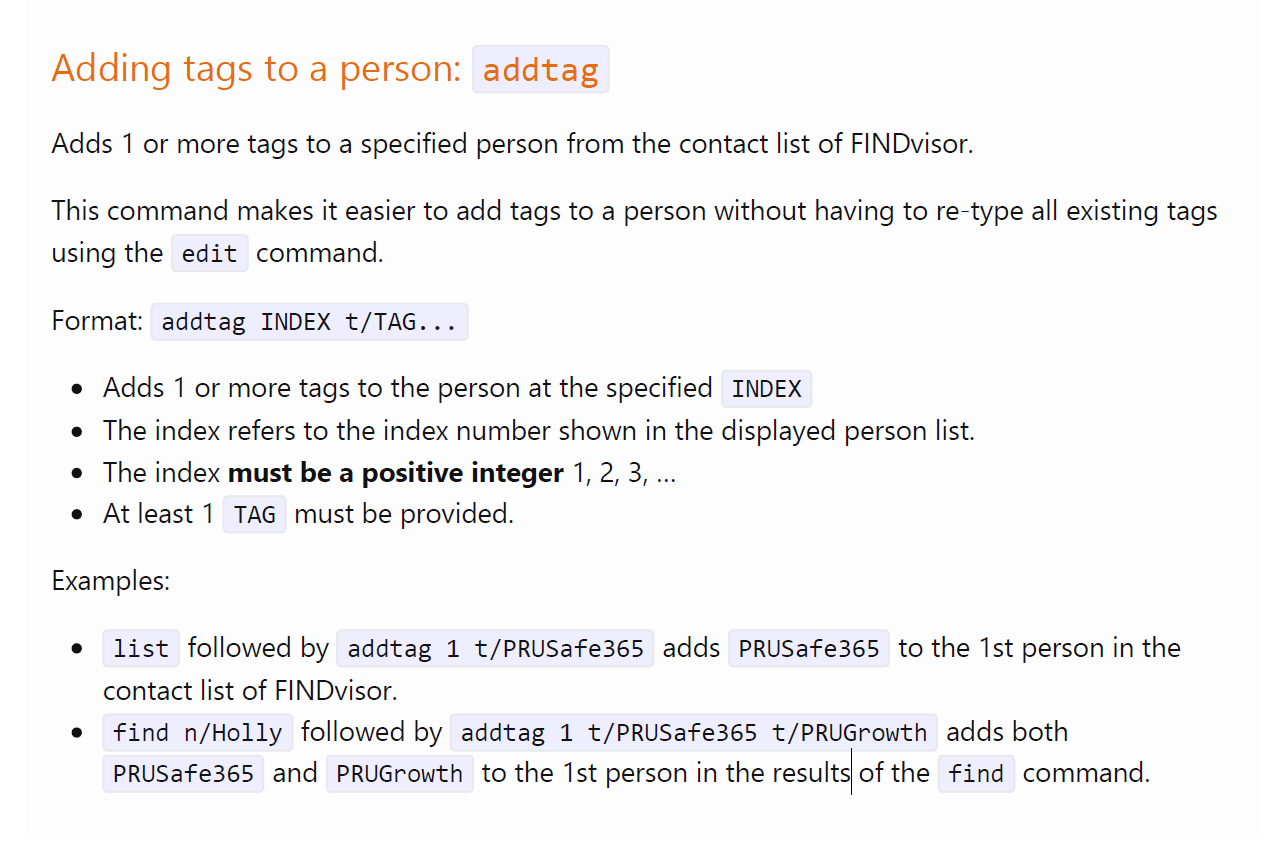 Adding tags to a person: addtag
Adds 1 or more tags to a specified person from the contact list of FINDvisor.
This command makes it easier to add tags to a person without having to re-type all existing tags
using the edit command.
Format: addtag INDEX t/TAG...
• Adds 1 or more tags to the person at the specified INDEX
• The index refers to the index number shown in the displayed person list.
• The index must be a positive integer 1, 2, 3, …
• At least 1 TAG must be provided.
Examples:
• list followed by addtag 1 t/PRUSafe365 adds PRUSafe365 to the 1st person in the
contact list of FINDvisor.
• find n/Holly followed by addtag 1 t/PRUSafe365 t/PRUGrowth adds both
PRUSafe365 and PRUGrowth to the 1st person in the results of the find command.